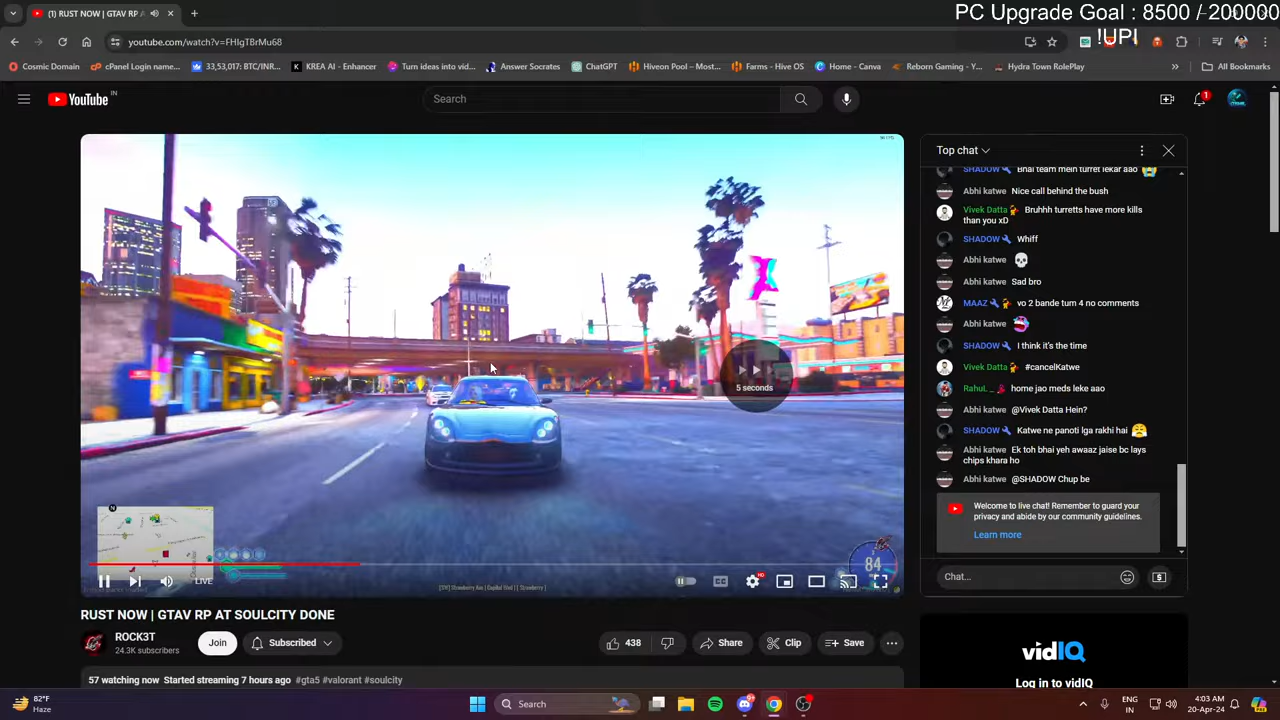 (1) RUST NOW | GTAV RP A
PC Upgrade Goal : 8500 / 200000
!UP!
youtube.com/watch?v=FHIgTBrMu68
Cosmic Domain
cPanel Login name...
33,53,017: BTC/INR...
KREA AI - Enhancer
Turn ideas into vid...
Answer Socrates
ChatGPT
Hiveon Pool – Most...
Farms - Hive OS
Home - Canva
Reborn Gaming - Y...
Hydra Town RolePlay
All Bookmarks
YouTube IN
Search
1
Top chat
SHADOW Bhai team mein turret lekar aao
Abhi katwe Nice call behind the bush
Vivek Datta Bruhhh turretts have more kills
than you xD
SHADOW Whiff
Abhi katwe
Abhi katwe Sad bro
MAAZ vo 2 bande tum 4 no comments
Abhi katwe
SHADOW I think it's the time
Vivek Datta #cancelKatwe
RahuL _ home jao meds leke aao
Abhi katwe @Vivek Datta Hein?
SHADOW Katwe ne panoti lga rakhi hai
Abhi katwe Ek toh bhai yeh awaaz jaise bc lays
chips khara ho
Abhi katwe @SHADOW Chup be
Welcome to live chat! Remember to guard your
privacy and abide by our community guidelines.
Learn more
Chat...
5 seconds
84
LIVE
HD
RUST NOW | GTAV RP AT SOULCITY DONE
ROCK3T
24.3K subscribers
Join
Subscribed
438
Share
Clip
Save
57 watching now Started streaming 7 hours ago #gta5 #valorant #soulcity
vidIQ
Log in to vidIQ
82°F
Haze
Search
ENG
IN
4:03 AM
20-Apr-24